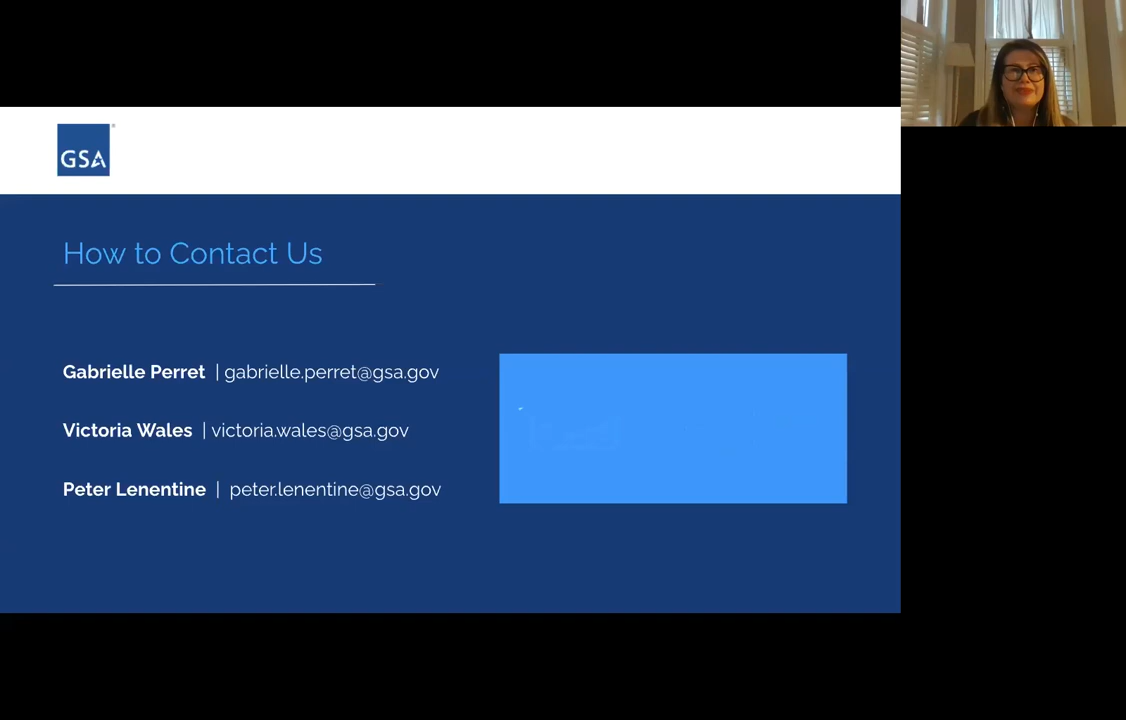 GSA
How to Contact Us
Gabrielle Perret | gabrielle.perret@gsa.gov
Victoria Wales | victoria.wales@gsa.gov
Peter Lenentine | peter.lenentine@gsa.gov